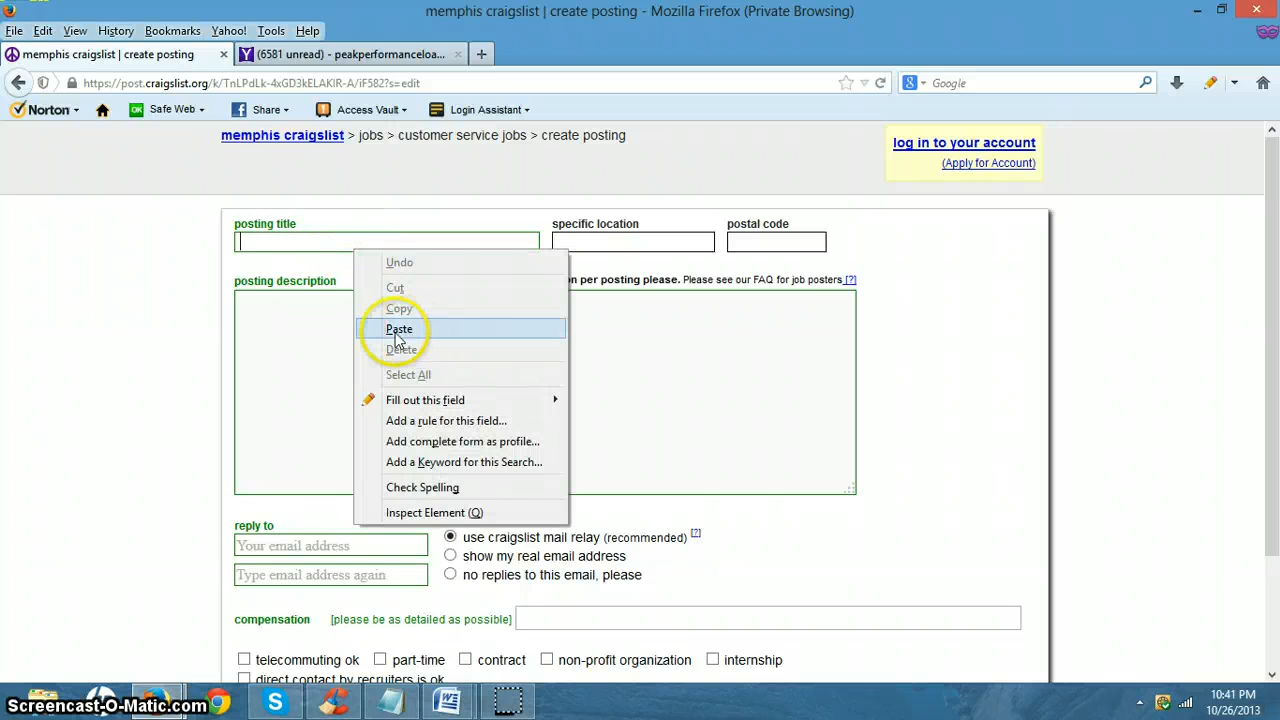 memphis craigslist | create posting - Mozilla Firefox (Private Browsing)
File Edit View History Bookmarks Yahoo! Tools Help
memphis craigslist | create posting × (6581 unread) - peakperformanceloa... × +
https://post.craigslist.org/k/TnLPdLk-4xGD3kELAKIR-A/iF582?s=edit Google
Norton OK Safe Web Share Access Vault Login Assistant
memphis craigslist > jobs > customer service jobs > create posting
log in to your account
(Apply for Account)
posting title specific location postal code
posting description on per posting please. Please see our FAQ for job posters [?]
Undo
Cut
Copy
Paste
Delete
Select All
Fill out this field
Add a rule for this field...
Add complete form as profile...
Add a Keyword for this Search...
Check Spelling
Inspect Element (Q)
reply to
Your email address
Type email address again
use craigslist mail relay (recommended) [?]
show my real email address
no replies to this email, please
compensation [please be as detailed as possible]
telecommuting ok part-time contract non-profit organization internship
direct contact by recruiters is ok
Screencast-O-Matic.com
10:41 PM
10/26/2013